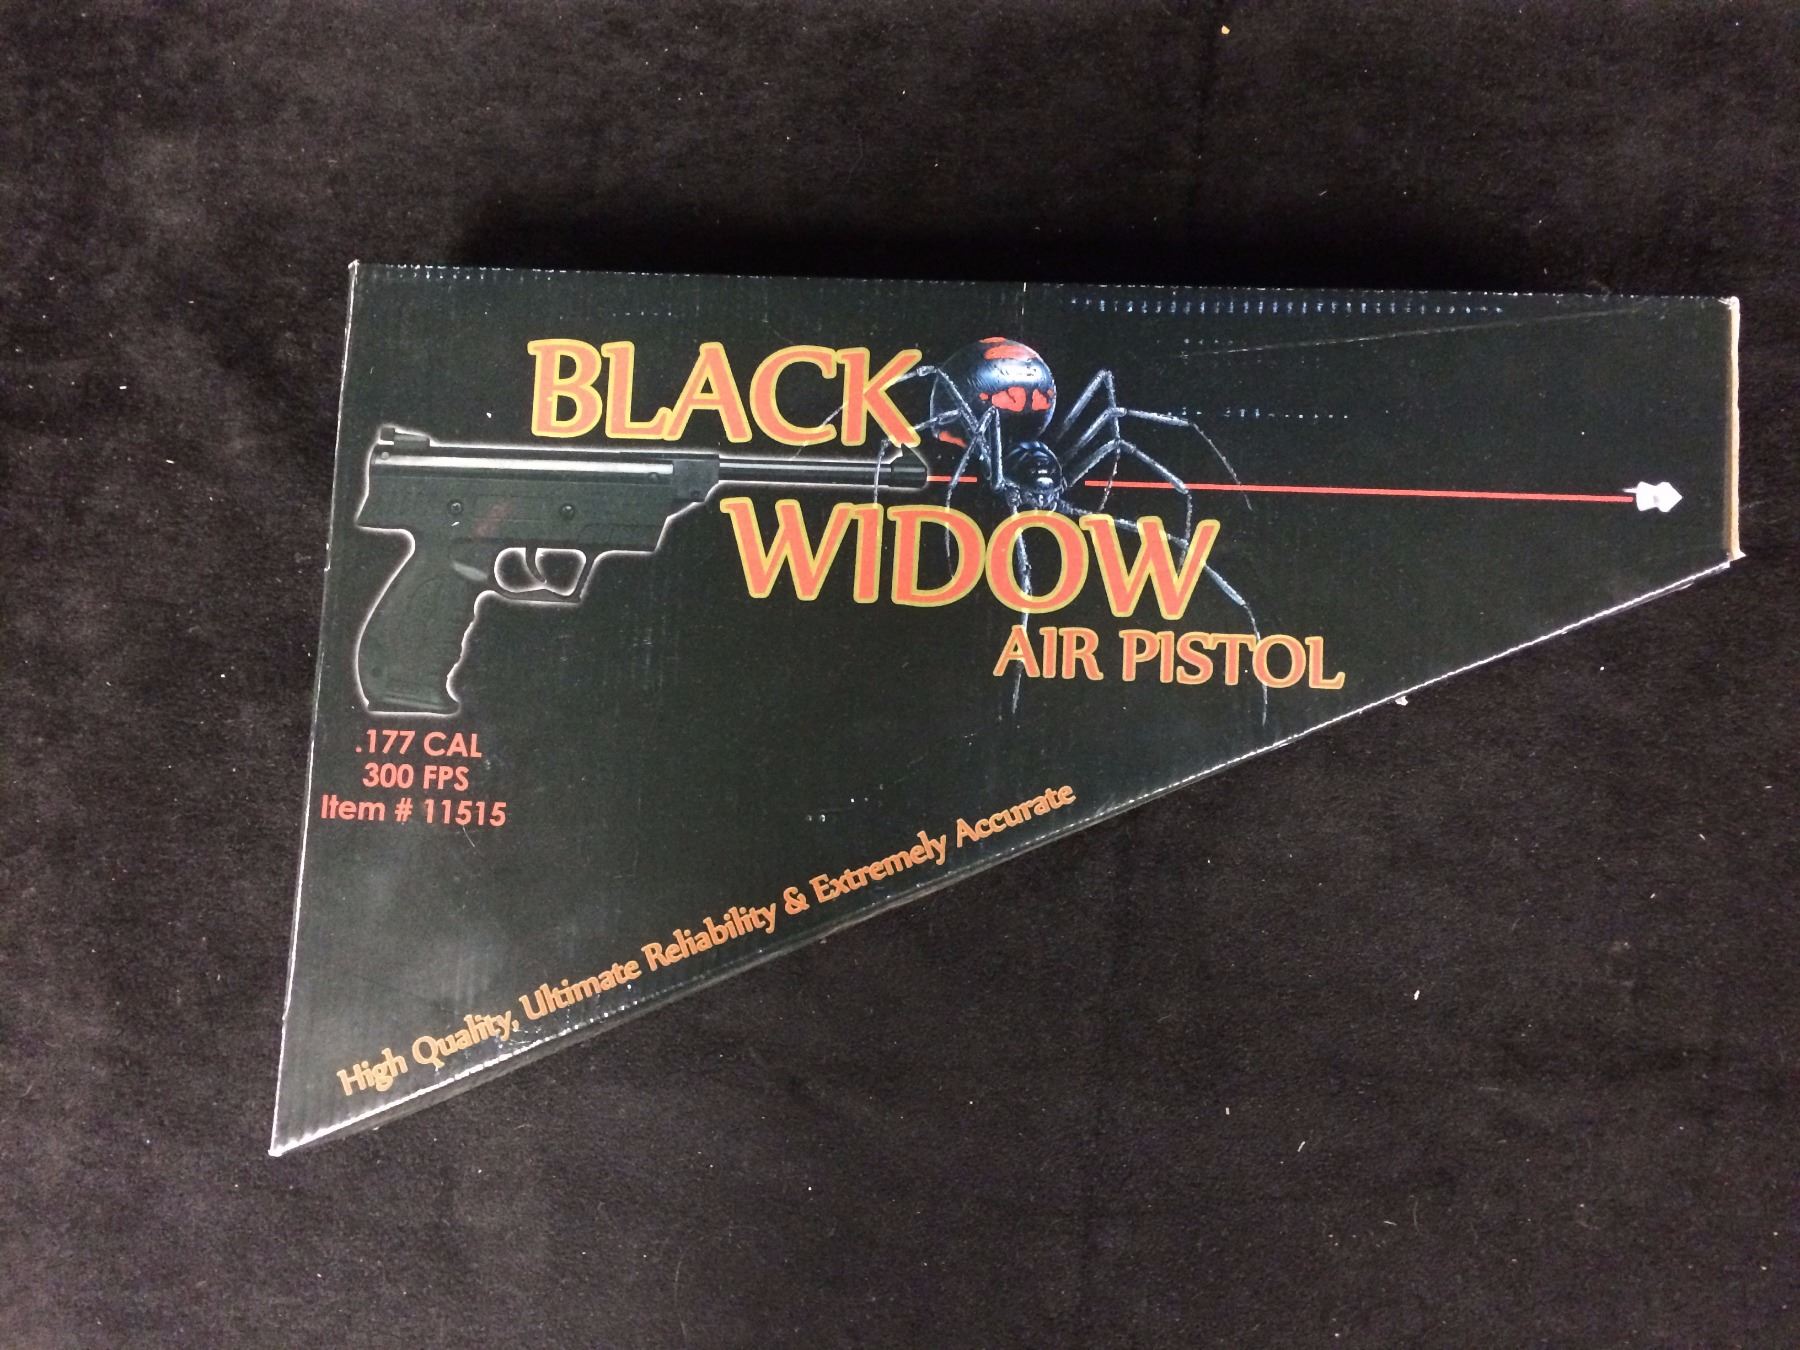 BLACK
WIDOW
AIR PISTOL
.177 CAL
300 FPS
Item # 11515
High Quality, Ultimate Reliability & Extremely Accurate